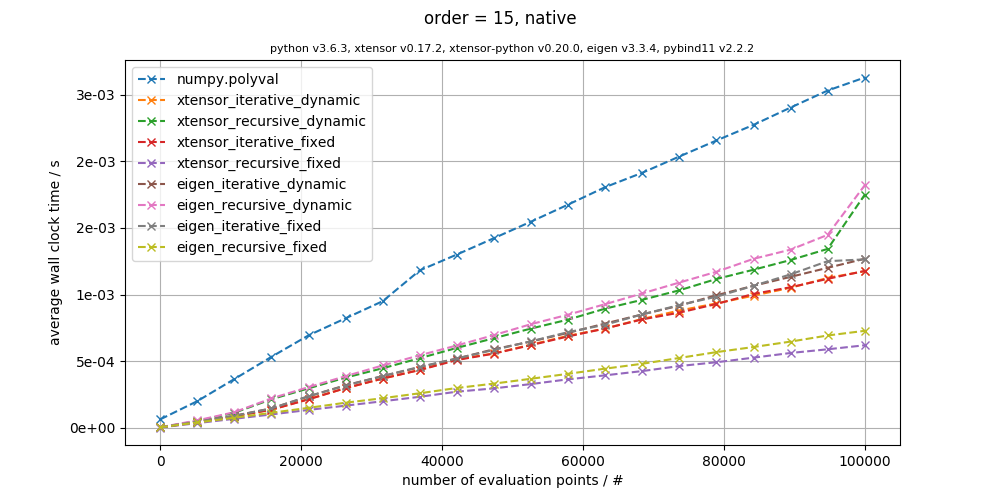 order = 15, native
python v3.6.3, xtensor v0.17.2, xtensor-python v0.20.0, eigen v3.3.4, pybind11 v2.2.2
numpy.polyval
xtensor_iterative_dynamic
xtensor_recursive_dynamic
xtensor_iterative_fixed
xtensor_recursive_fixed
eigen_iterative_dynamic
eigen_recursive_dynamic
eigen_iterative_fixed
eigen_recursive_fixed
average wall clock time / s
3e-03
2e-03
2e-03
1e-03
5e-04
0e+00
0 20000 40000 60000 80000 100000
number of evaluation points / #